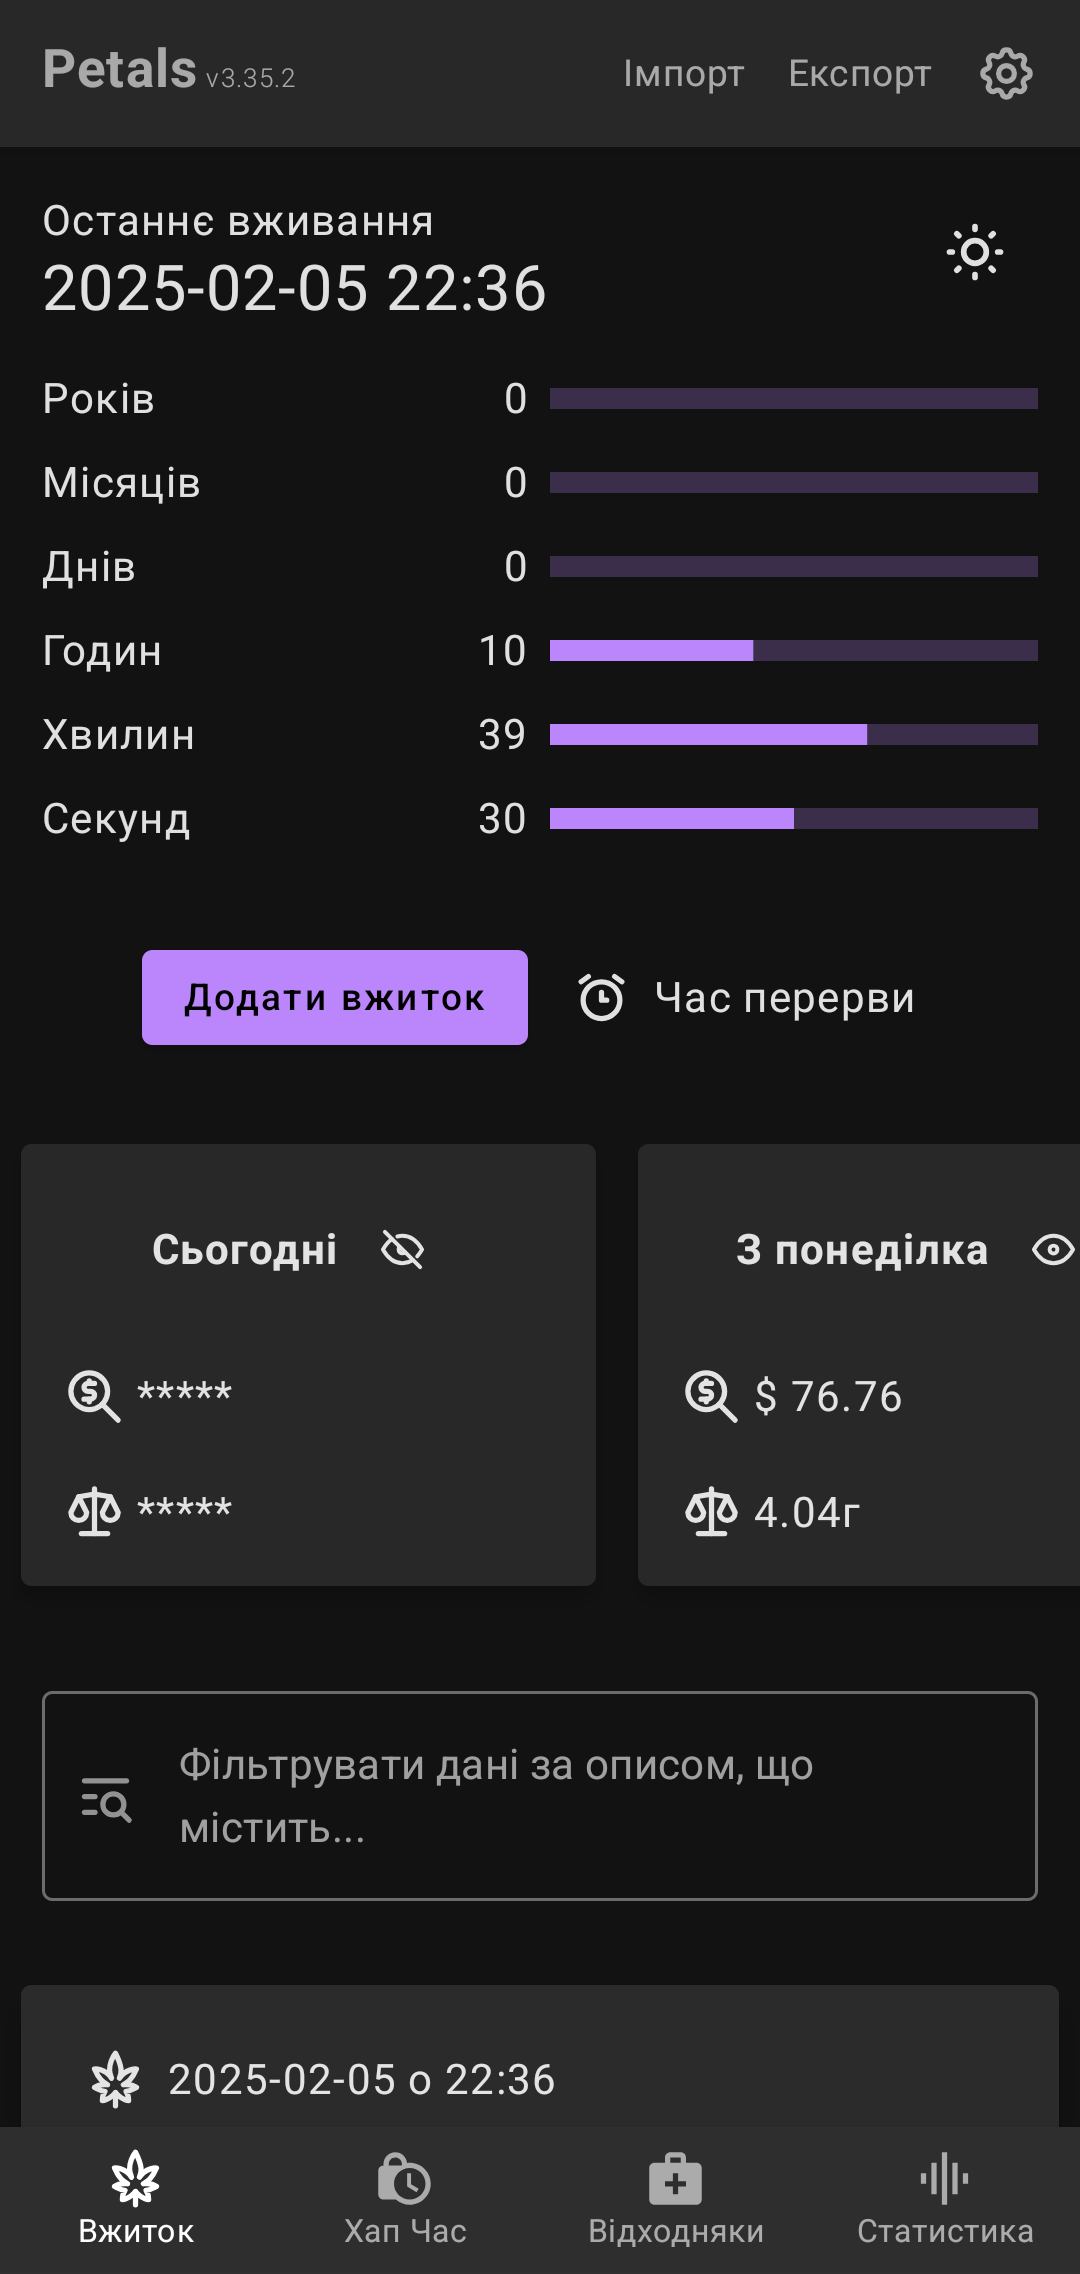 Petals v3.35.2
Імпорт
Експорт
Останнє вживання
2025-02-05 22:36
Років 0
Місяців 0
Днів 0
Годин 10
Хвилин 39
Секунд 30
Додати вжиток
Час перерви
Сьогодні
*****
*****
З понеділка
$ 76.76
4.04г
Фільтрувати дані за описом, що
містить...
2025-02-05 о 22:36
Вжиток
Хап Час
Відходняки
Статистика